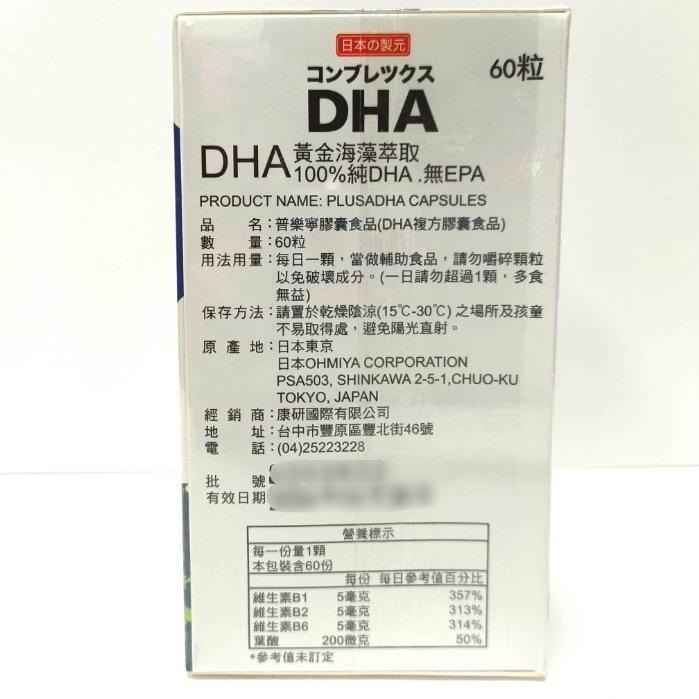 日本の製元
コンブレツクス
60粒
DHA
DHA黃金海藻萃取
100%純DHA .無EPA
PRODUCT NAME: PLUSADHA CAPSULES
品 名:普樂寧膠囊食品(DHA複方膠囊食品)
數 量:60粒
用法用量:每日一顆，當做輔助食品，請勿嚼碎顆粒
以免破壞成分。(一日請勿超過1顆，多食
無益)
保存方法:請置於乾燥陰涼(15℃-30℃) 之場所及孩童
不易取得處，避免陽光直射。
原 產 地:日本東京
日本OHMIYA CORPORATION
PSA503, SHINKAWA 2-5-1,CHUO-KU
TOKYO, JAPAN
經 銷 商:康研國際有限公司
地 址:台中市豐原區豐北街46號
電 話:(04)25223228
批 號
有效日期
營養標示
每一份量1顆
本包裝含60份
每份 每日參考值百分比
維生素B1 5毫克 357%
維生素B2 5毫克 313%
維生素B6 5毫克 314%
葉酸 200微克 50%
*參考值未訂定